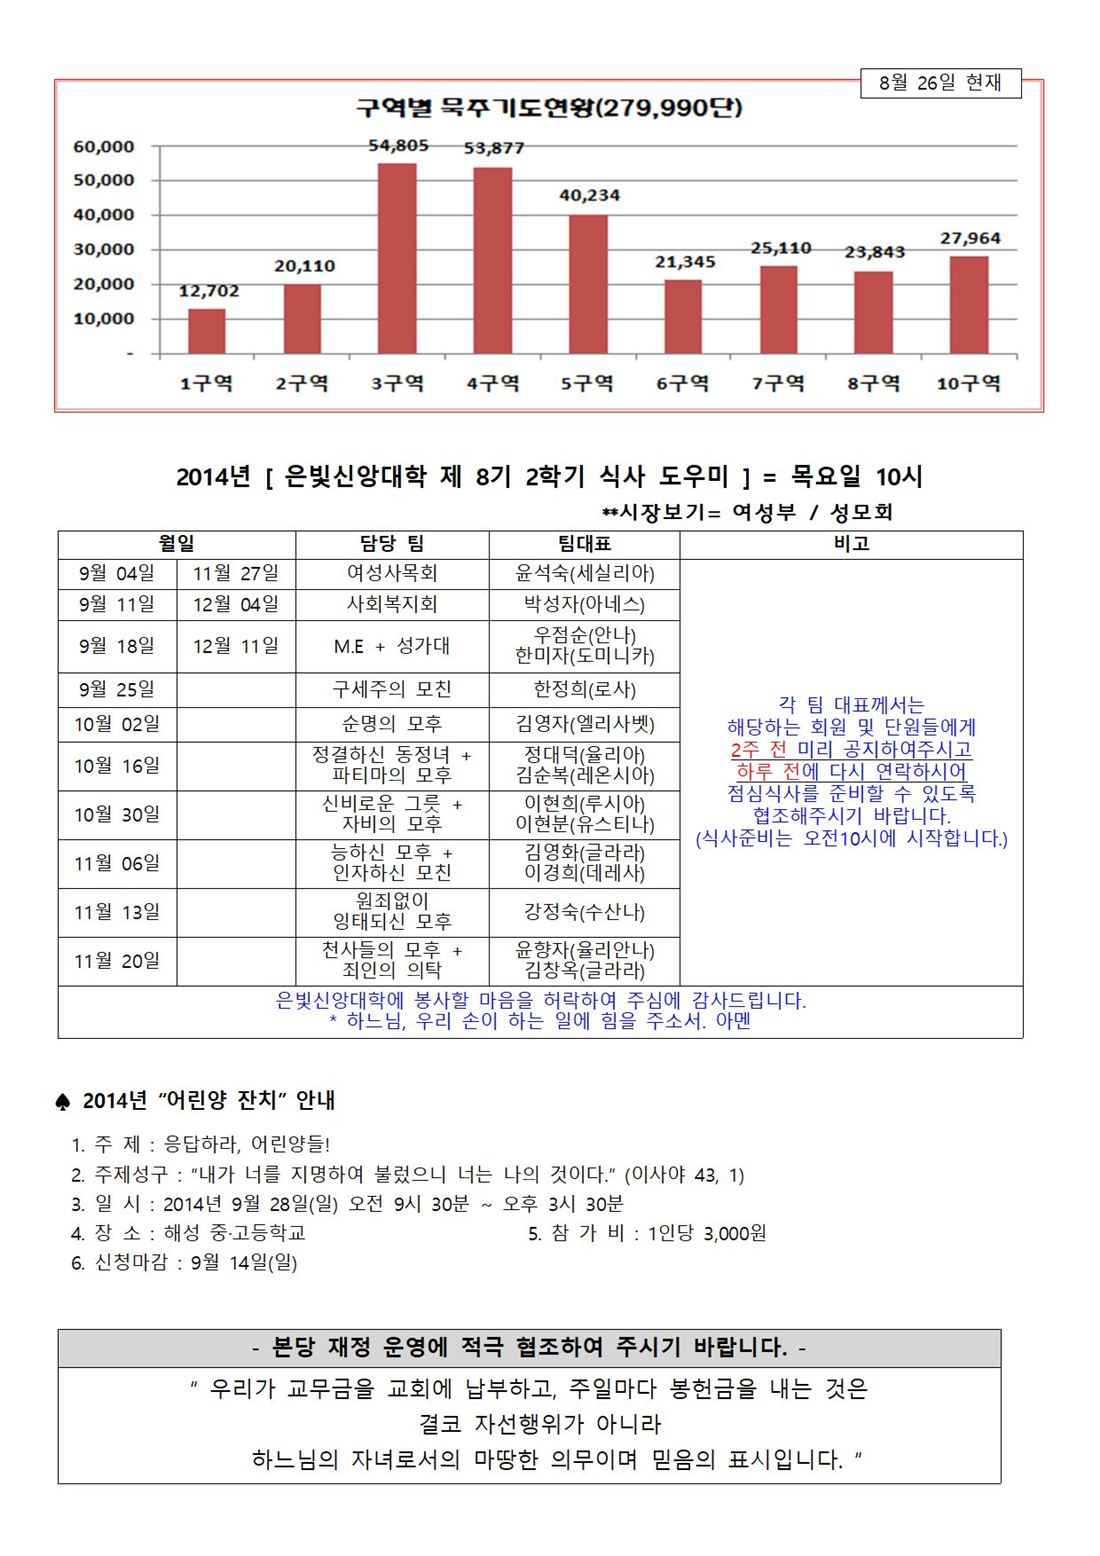 8월 26일 현재
구역별 묵주기도현황(279,990단)
60,000
50,000
40,000
30,000
20,000
10,000
-
12,702
20,110
54,805
53,877
40,234
21,345
25,110
23,843
27,964
1구역 2구역 3구역 4구역 5구역 6구역 7구역 8구역 10구역
2014년 [ 은빛신앙대학 제 8기 2학기 식사 도우미 ] = 목요일 10시
**시장보기= 여성부 / 성모회
월일 담당 팀 팀대표 비고
9월 04일 11월 27일 여성사목회 윤석숙(세실리아)
9월 11일 12월 04일 사회복지회 박성자(아네스)
9월 18일 12월 11일 M.E + 성가대 우점순(안나)
한미자(도미니카)
9월 25일 구세주의 모친 한정희(로사)
10월 02일 순명의 모후 김영자(엘리사벳)
10월 16일 정결하신 동정녀 + 정대덕(율리아)
파티마의 모후 김순복(레온시아)
10월 30일 신비로운 그릇 + 이현희(루시아)
자비의 모후 이현분(유스티나)
11월 06일 능하신 모후 + 김영화(글라라)
인자하신 모친 이경희(데레사)
11월 13일 원죄없이
잉태되신 모후 강정숙(수산나)
11월 20일 천사들의 모후 + 윤향자(율리안나)
죄인의 의탁 김창옥(글라라)
각 팀 대표께서는
해당하는 회원 및 단원들에게
2주 전 미리 공지하여주시고
하루 전에 다시 연락하시어
점심식사를 준비할 수 있도록
협조해주시기 바랍니다.
(식사준비는 오전10시에 시작합니다.)
은빛신앙대학에 봉사할 마음을 허락하여 주심에 감사드립니다.
* 하느님, 우리 손이 하는 일에 힘을 주소서. 아멘
♠ 2014년 “어린양 잔치” 안내
1. 주 제 : 응답하라, 어린양들!
2. 주제성구 : “내가 너를 지명하여 불렀으니 너는 나의 것이다.” (이사야 43, 1)
3. 일 시 : 2014년 9월 28일(일) 오전 9시 30분 ~ 오후 3시 30분
4. 장 소 : 해성 중·고등학교 5. 참 가 비 : 1인당 3,000원
6. 신청마감 : 9월 14일(일)
- 본당 재정 운영에 적극 협조하여 주시기 바랍니다. -
“ 우리가 교무금을 교회에 납부하고, 주일마다 봉헌금을 내는 것은
결코 자선행위가 아니라
하느님의 자녀로서의 마땅한 의무이며 믿음의 표시입니다. “